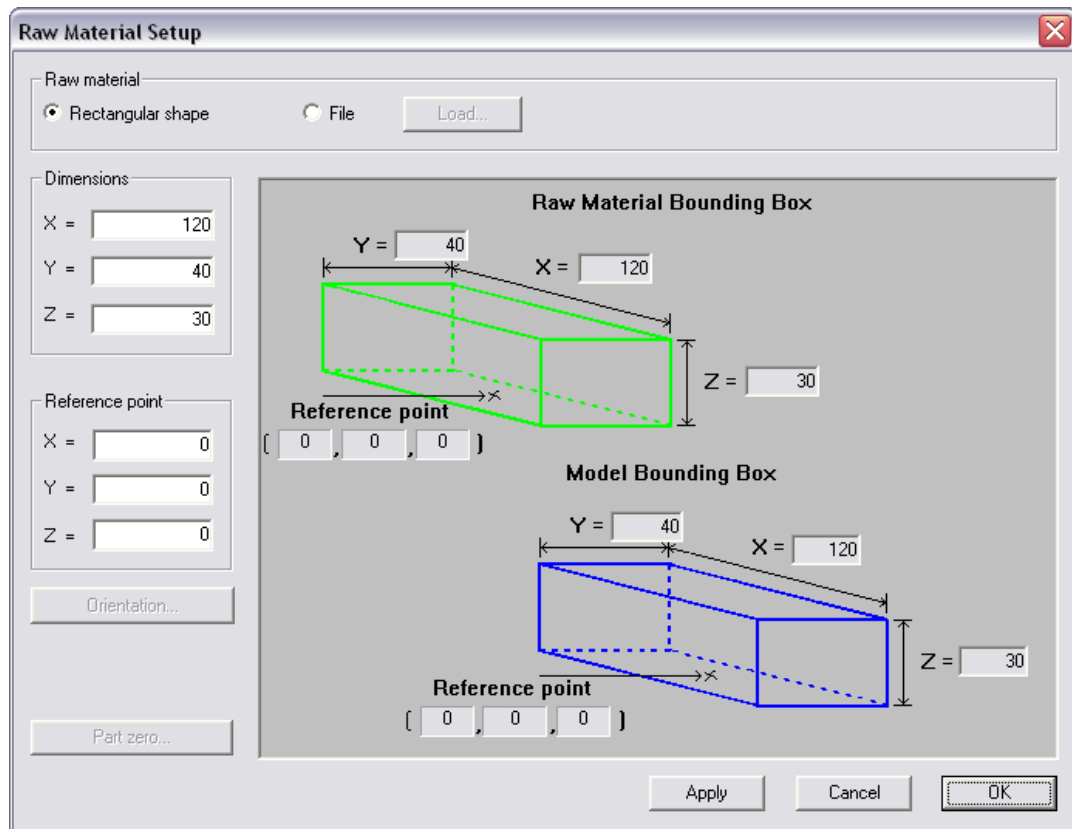 Raw Material Setup
Raw material
Rectangular shape
File
Load...
Dimensions
X = 120
Y = 40
Z = 30
Reference point
X = 0
Y = 0
Z = 0
Orientation...
Part zero...
Raw Material Bounding Box
Y = 40
X = 120
Z = 30
Reference point
( 0 , 0 , 0 )
Model Bounding Box
Y = 40
X = 120
Z = 30
Reference point
( 0 , 0 , 0 )
Apply
Cancel
OK